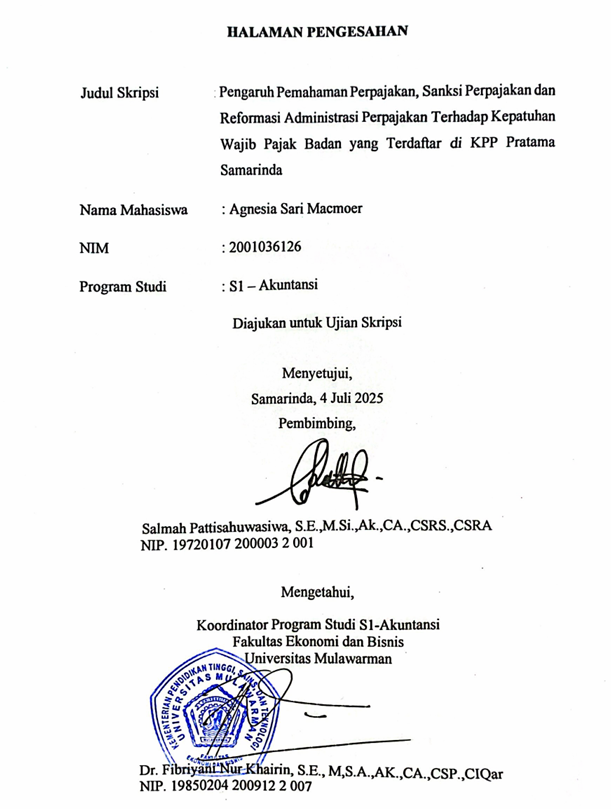 HALAMAN PENGESAHAN
Judul Skripsi : Pengaruh Pemahaman Perpajakan, Sanksi Perpajakan dan
Reformasi Administrasi Perpajakan Terhadap Kepatuhan
Wajib Pajak Badan yang Terdaftar di KPP Pratama
Samarinda
Nama Mahasiswa : Agnesia Sari Macmoer
NIM : 2001036126
Program Studi : S1 – Akuntansi
Diajukan untuk Ujian Skripsi
Menyetujui,
Samarinda, 4 Juli 2025
Pembimbing,
Salmah Pattisahuwasiwa, S.E.,M.Si.,Ak.,CA.,CSRS.,CSRA
NIP. 19720107 200003 2 001
Mengetahui,
Koordinator Program Studi S1-Akuntansi
Fakultas Ekonomi dan Bisnis
Universitas Mulawarman
KEMENTERIAN PENDIDIKAN TINGGI, SAINS, DAN TEKNOLOGI
UNIVERSITAS MULAWARMAN
Dr. Fibriyani Nur Khairin, S.E., M,S.A.,AK.,CA.,CSP.,CIQar
NIP. 19850204 200912 2 007